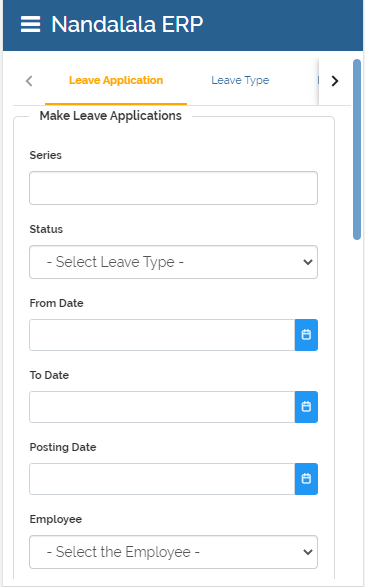 Nandalala ERP
Leave Application Leave Type
Make Leave Applications
Series
Status
- Select Leave Type -
From Date
To Date
Posting Date
Employee
- Select the Employee -